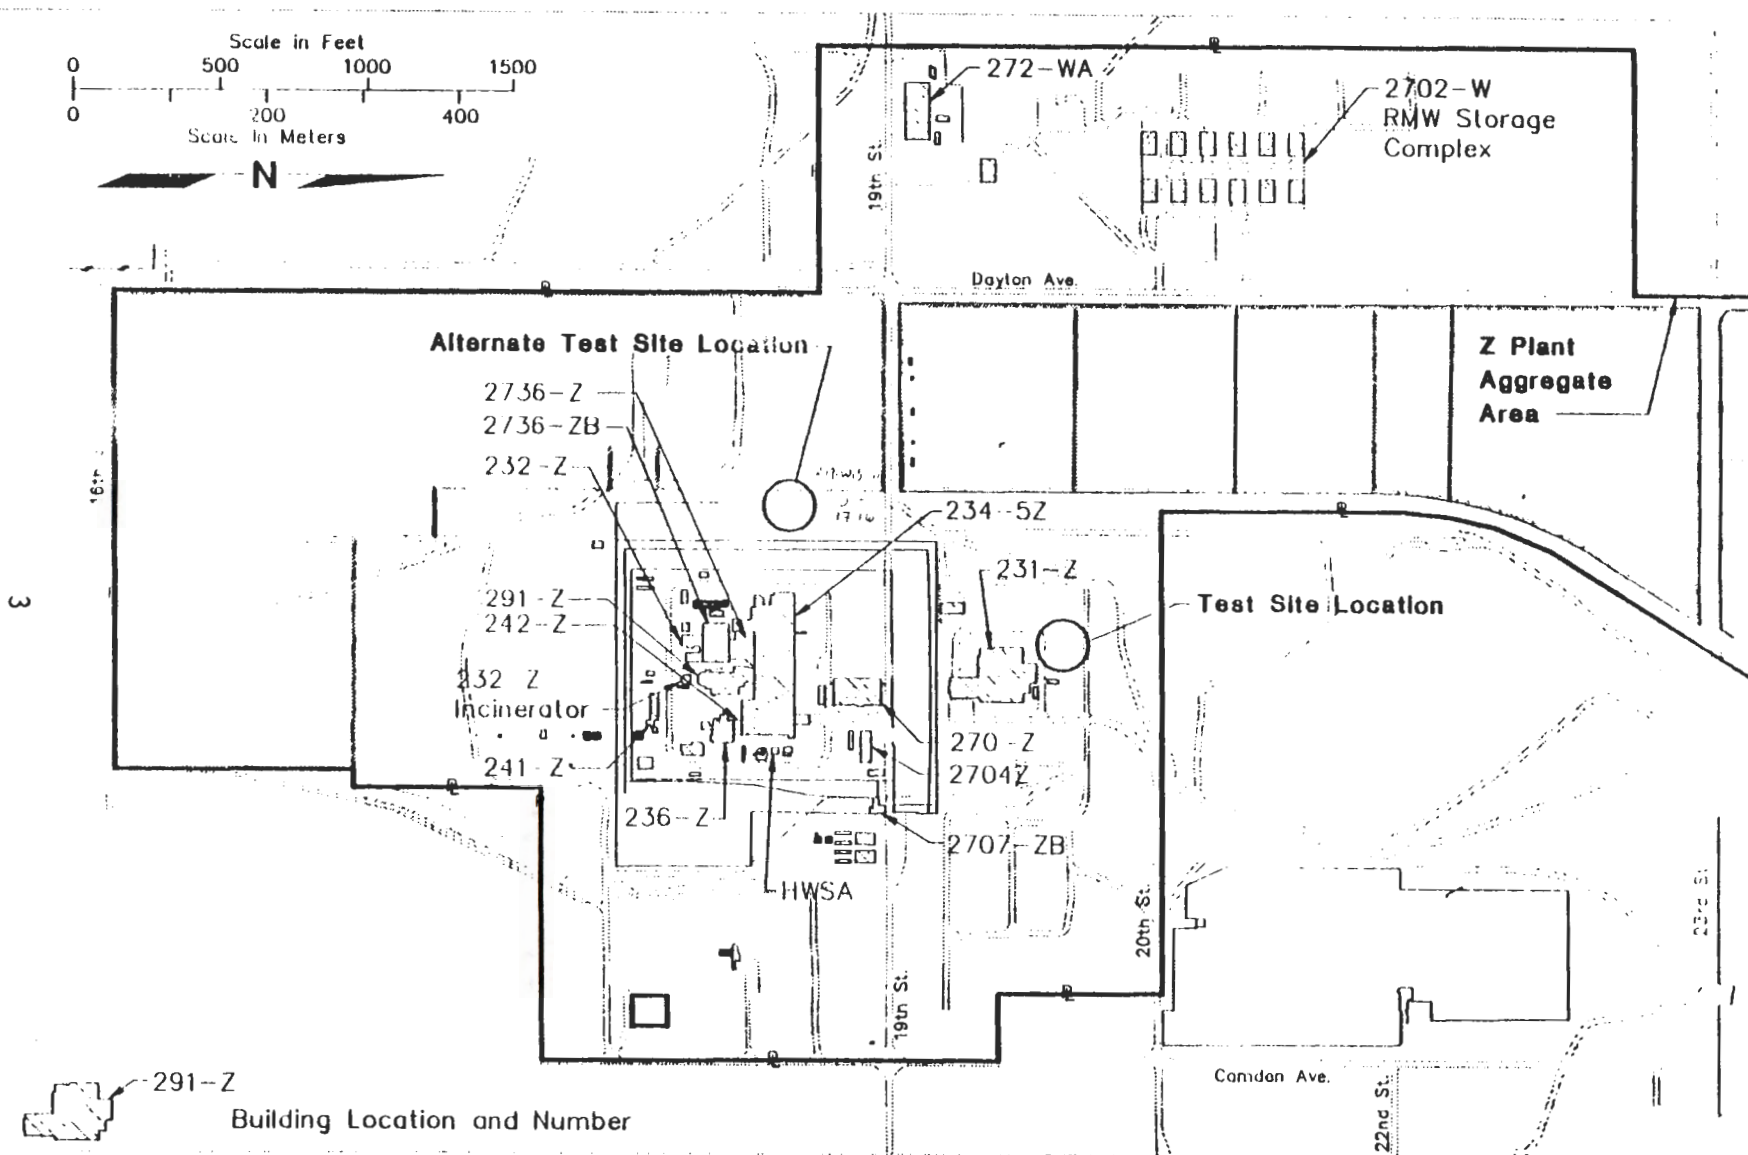 Scale in Feet
0 500 1000 1500
0 200 400
Scale In Meters
N
272-WA
2702-W
RMW Storage
Complex
19th St.
Dayton Ave.
Alternate Test Site Location
Z Plant
Aggregate
Area
2736-Z
2736-ZB
232-Z
16th
17 16
234-5Z
231-Z
Test Site Location
291-Z
242-Z
232 Z
Incinerator
241-Z
236-Z
270-Z
2704Z
2707-ZB
HWSA
3
20th St.
19th St.
23rd St.
22nd St.
Camden Ave.
291-Z
Building Location and Number